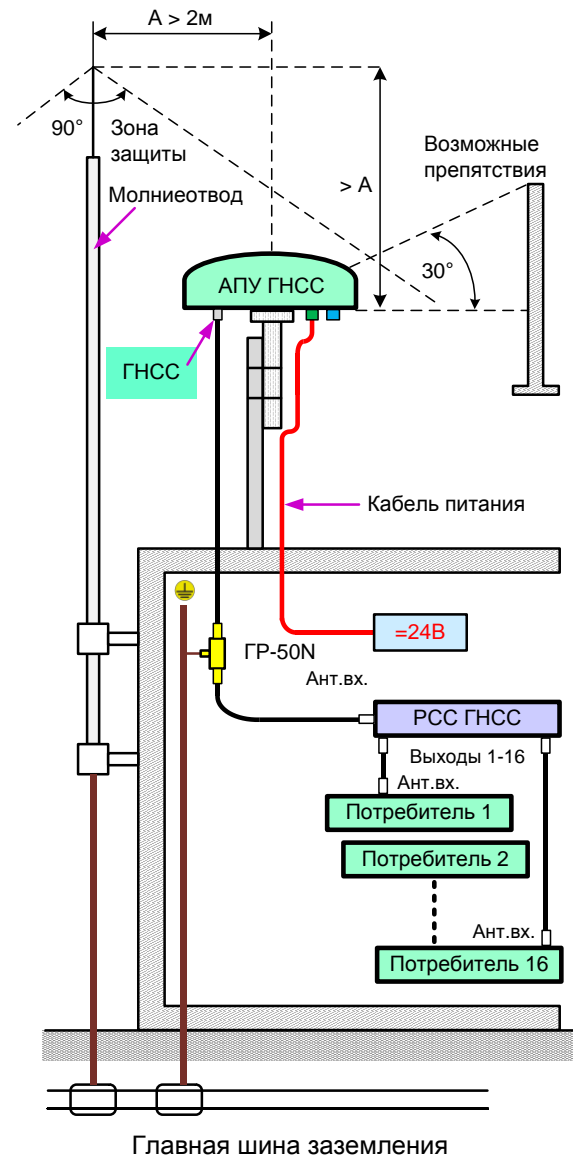 А > 2м
90°
Зона
защиты
Молниеотвод
> А
Возможные
препятствия
30°
АПУ ГНСС
ГНСС
Кабель питания
=24В
ГР-50N
Ант.вх.
РСС ГНСС
Выходы 1-16
Ант.вх.
Потребитель 1
Потребитель 2
Ант.вх.
Потребитель 16
Главная шина заземления